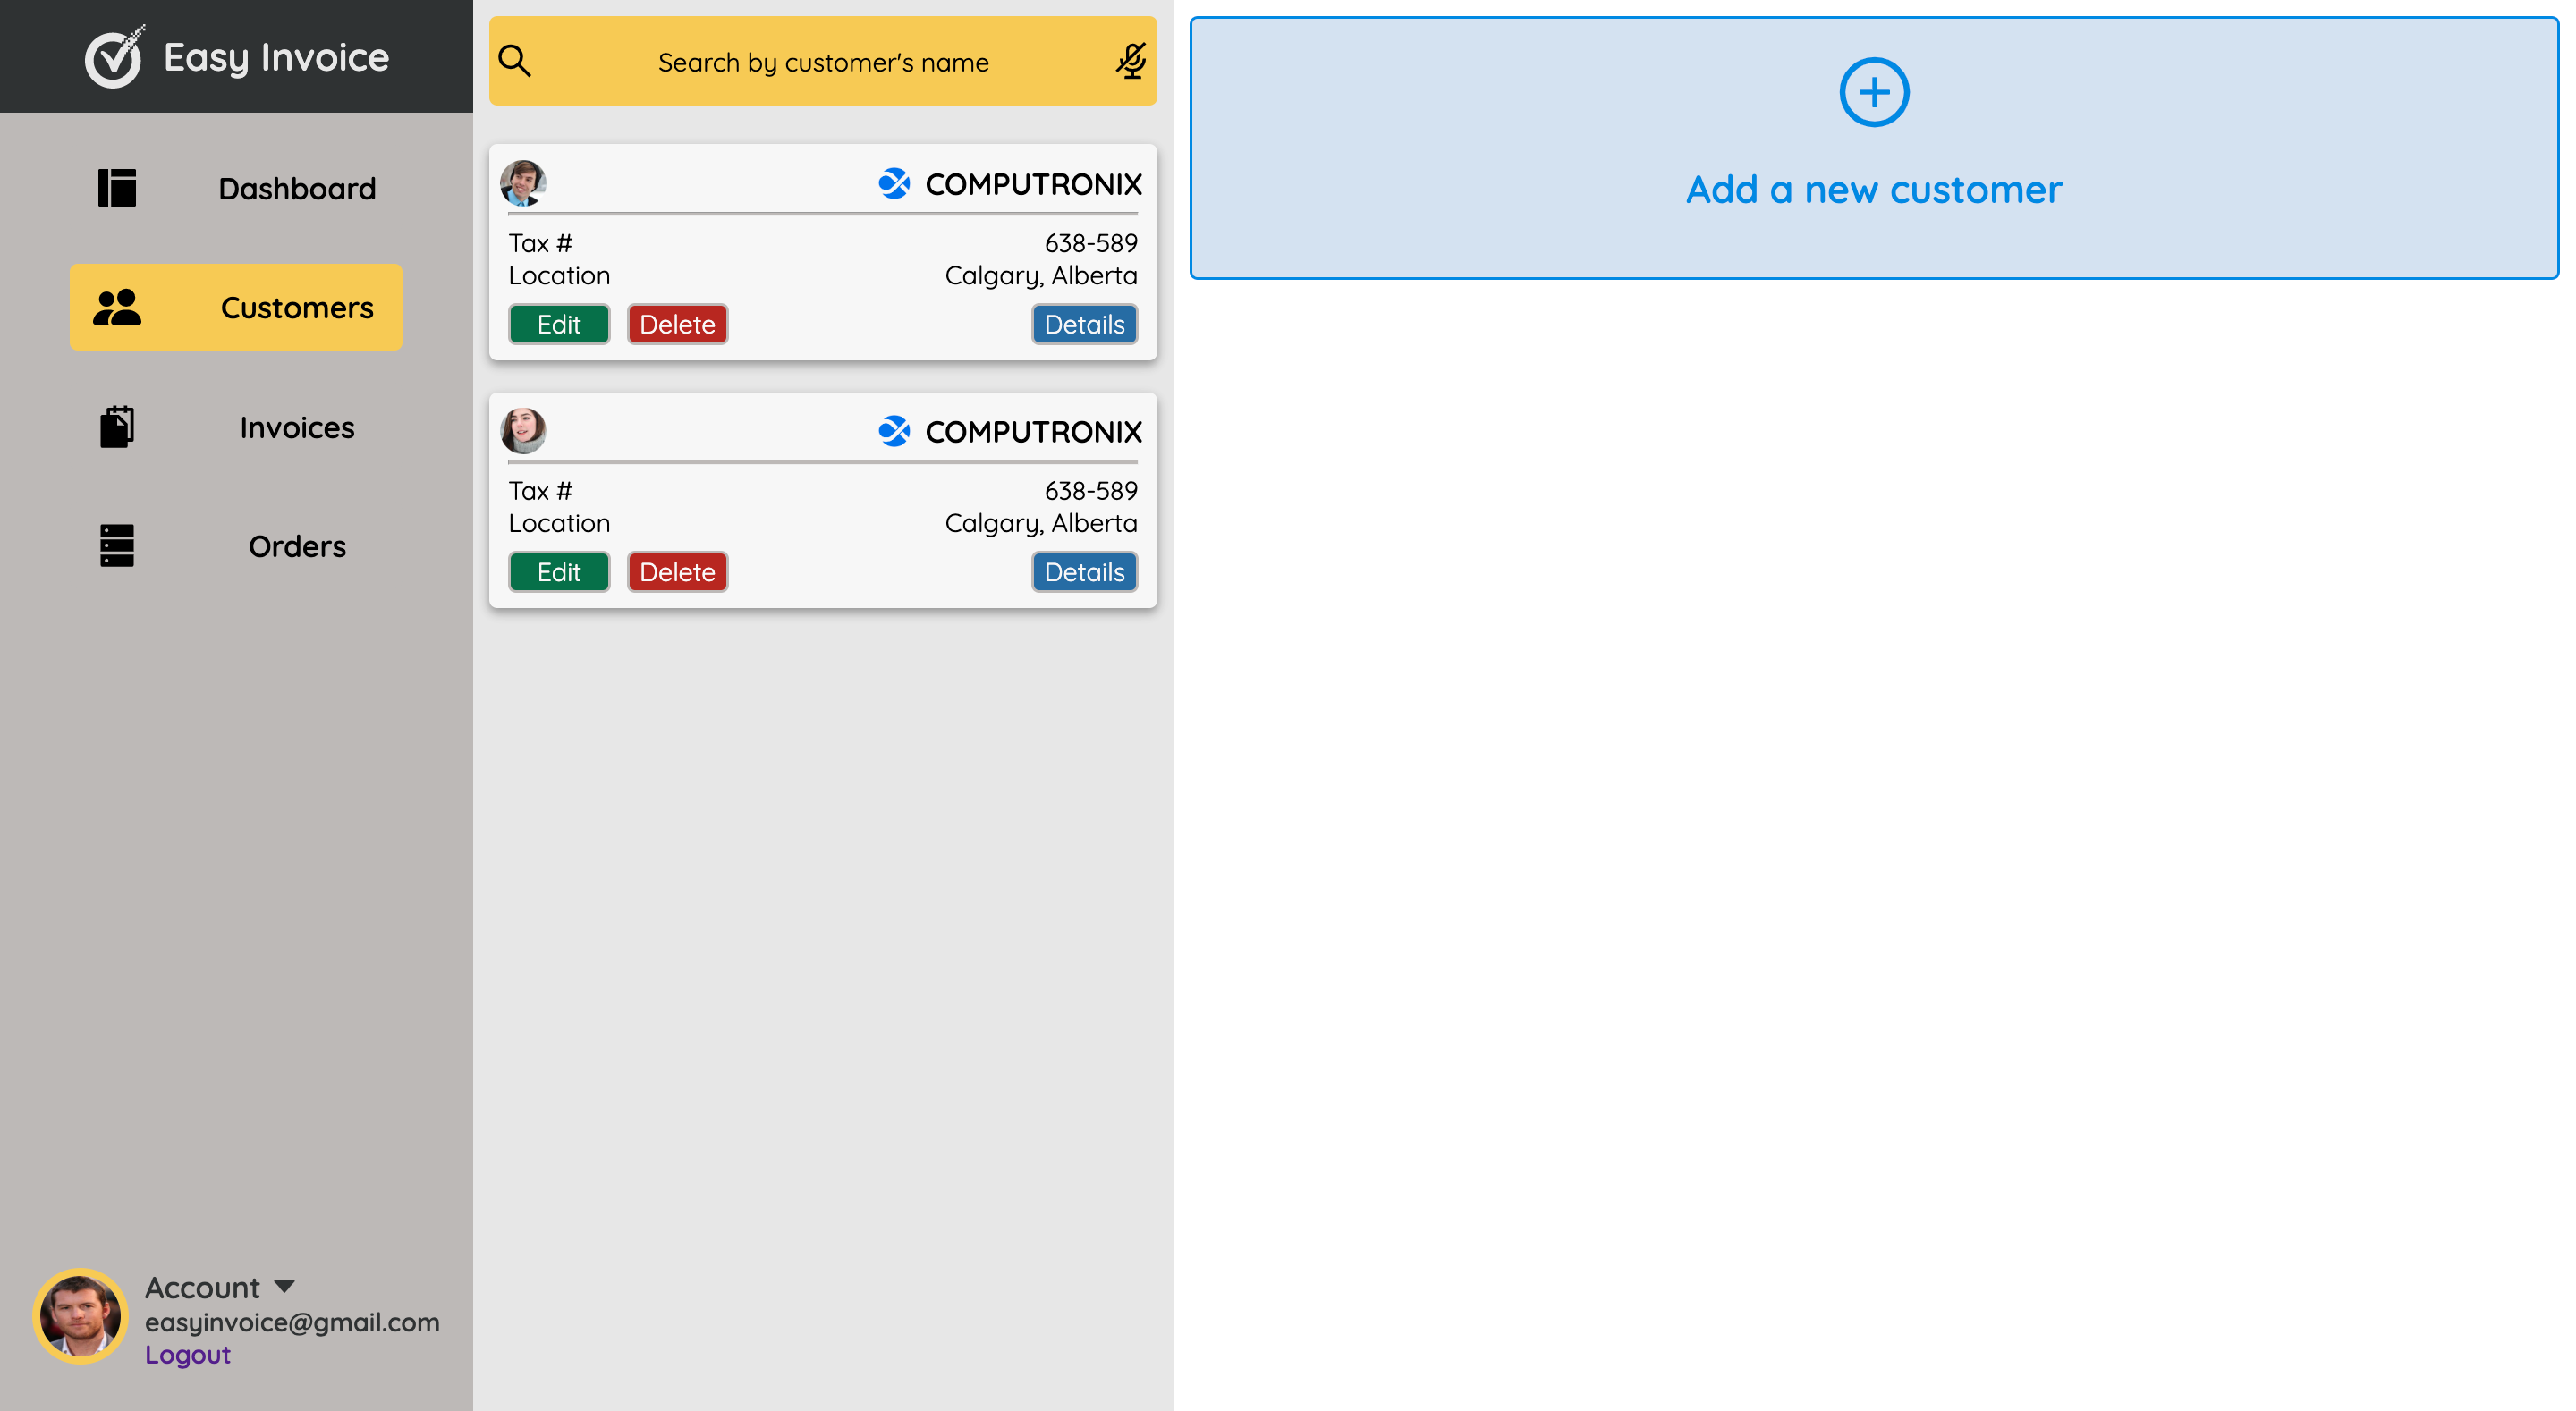 Easy Invoice
Dashboard
Customers
Invoices
Orders
Account
easyinvoice@gmail.com
Logout
Search by customer's name
COMPUTRONIX
Tax # 638-589
Location Calgary, Alberta
Edit Delete Details
COMPUTRONIX
Tax # 638-589
Location Calgary, Alberta
Edit Delete Details
Add a new customer